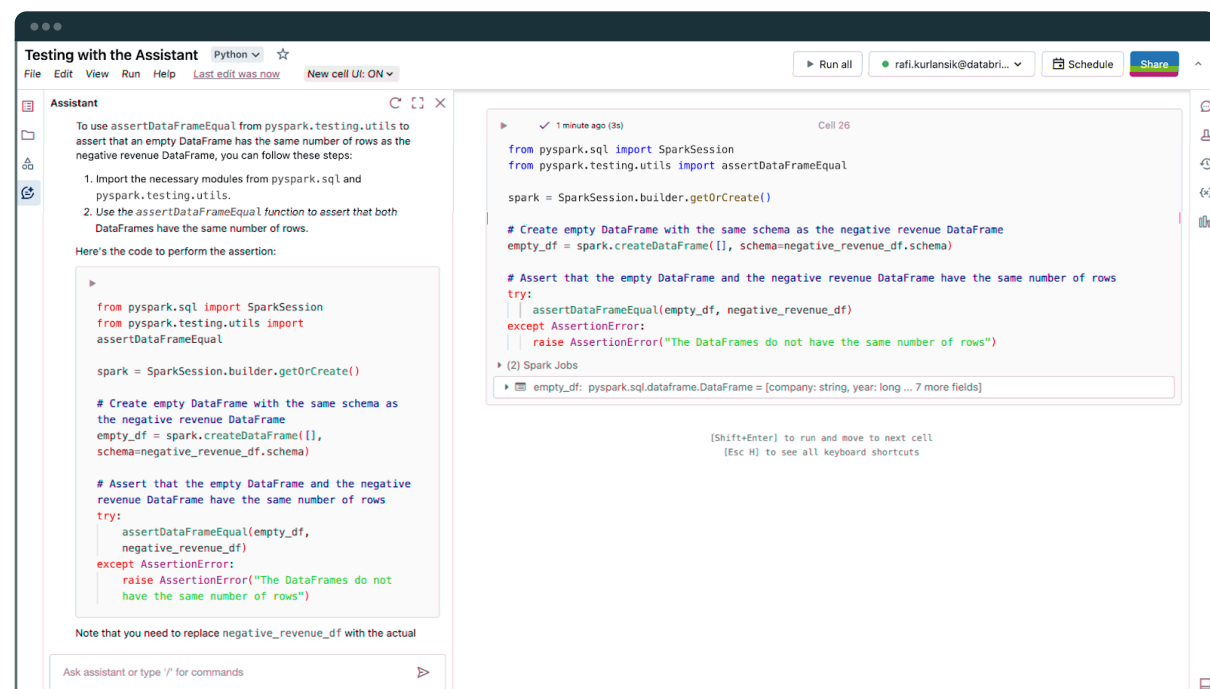 Testing with the Assistant Python
File Edit View Run Help Last edit was now New cell UI: ON
Run all
rafi.kurlansik@databri...
Schedule
Share
Assistant
To use assertDataFrameEqual from pyspark.testing.utils to
assert that an empty DataFrame has the same number of rows as the
negative revenue DataFrame, you can follow these steps:
1. Import the necessary modules from pyspark.sql and
pyspark.testing.utils.
2. Use the assertDataFrameEqual function to assert that both
DataFrames have the same number of rows.
Here's the code to perform the assertion:
from pyspark.sql import SparkSession
from pyspark.testing.utils import
assertDataFrameEqual
spark = SparkSession.builder.getOrCreate()
# Create empty DataFrame with the same schema as
the negative revenue DataFrame
empty_df = spark.createDataFrame([],
schema=negative_revenue_df.schema)
# Assert that the empty DataFrame and the negative
revenue DataFrame have the same number of rows
try:
assertDataFrameEqual(empty_df,
negative_revenue_df)
except AssertionError:
raise AssertionError("The DataFrames do not
have the same number of rows")
Note that you need to replace negative_revenue_df with the actual
Ask assistant or type '/' for commands
1 minute ago (3s)
Cell 26
from pyspark.sql import SparkSession
from pyspark.testing.utils import assertDataFrameEqual
spark = SparkSession.builder.getOrCreate()
# Create empty DataFrame with the same schema as the negative revenue DataFrame
empty_df = spark.createDataFrame([], schema=negative_revenue_df.schema)
# Assert that the empty DataFrame and the negative revenue DataFrame have the same number of rows
try:
assertDataFrameEqual(empty_df, negative_revenue_df)
except AssertionError:
raise AssertionError("The DataFrames do not have the same number of rows")
(2) Spark Jobs
empty_df: pyspark.sql.dataframe.DataFrame = [company: string, year: long ... 7 more fields]
[Shift+Enter] to run and move to next cell
[Esc H] to see all keyboard shortcuts